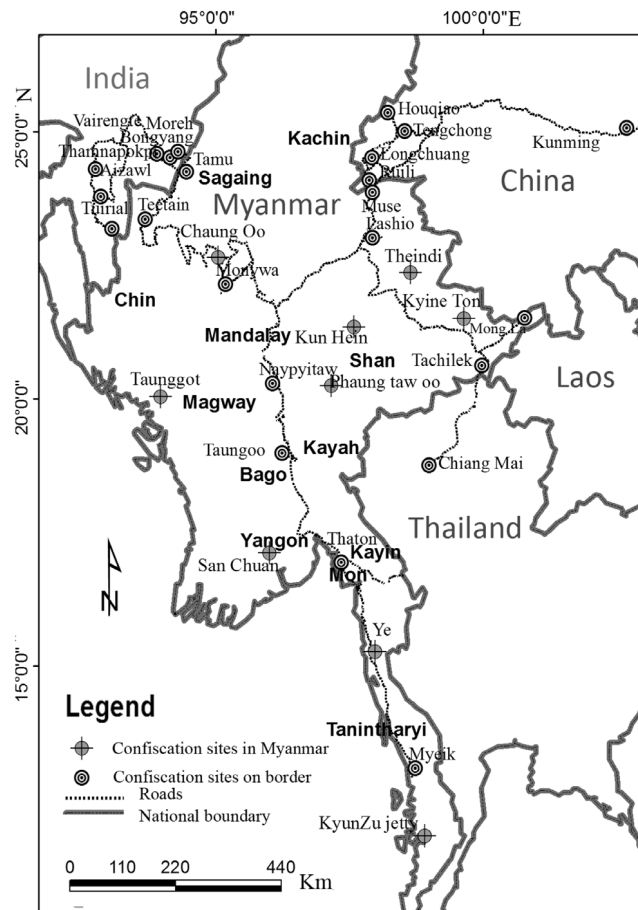 95°0'0"
100°0'0"E
N
25°0'0"
20°0'0"
15°0'0"
India
Vairengte
Moreh
Bongyang
Aizawl
Tamu
Sagaing
Tuirial
Teetain
Kachin
Houqiao
Tengchong
Longchuang
Ruili
Muse
Lashio
Kunming
China
Myanmar
Chaung Oo
Monywa
Theindi
Kyine Ton
Mong La
Chin
Mandalay
Kun Hein
Shan
Tachilek
Laos
Naypyitaw
Phaung taw oo
Taunggot
Magway
Taungoo
Kayah
Bago
Chiang Mai
Thailand
Yangon
Thaton
Kayin
San Chuan
Mon
Ye
N
Tanintharyi
Myeik
KyunZu jetty
Legend
Confiscation sites in Myanmar
Confiscation sites on border
Roads
National boundary
0 110 220 440
Km